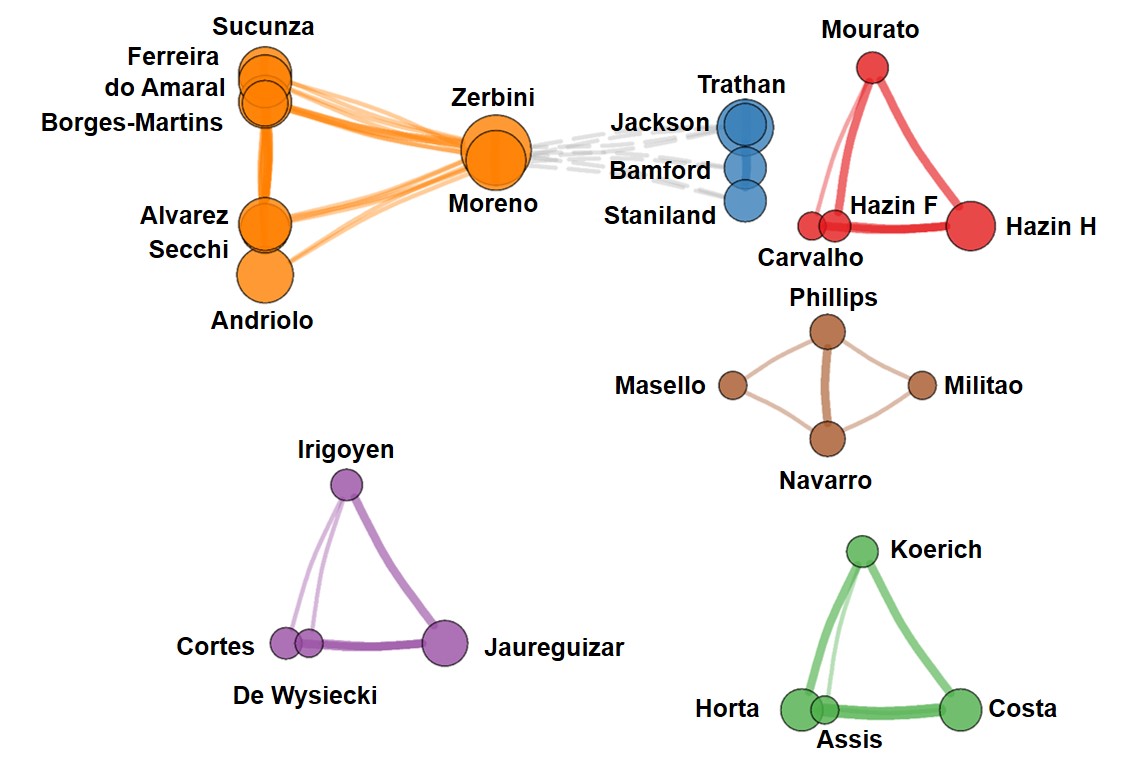 Sucunza
Ferreira
do Amaral
Borges-Martins
Alvarez
Secchi
Andriolo
Zerbini
Moreno
Trathan
Jackson
Bamford
Staniland
Mourato
Hazin F
Hazin H
Carvalho
Phillips
Masello
Militao
Navarro
Irigoyen
Cortes
Jaureguizar
De Wysiecki
Koerich
Horta
Costa
Assis